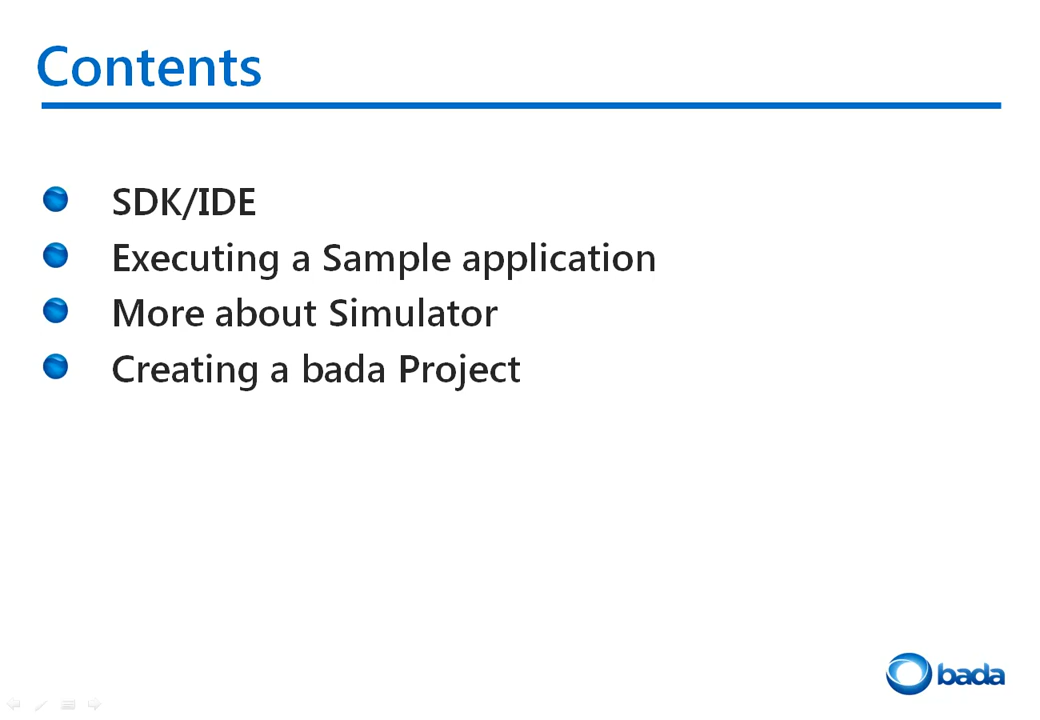 Contents
SDK/IDE
Executing a Sample application
More about Simulator
Creating a bada Project
bada